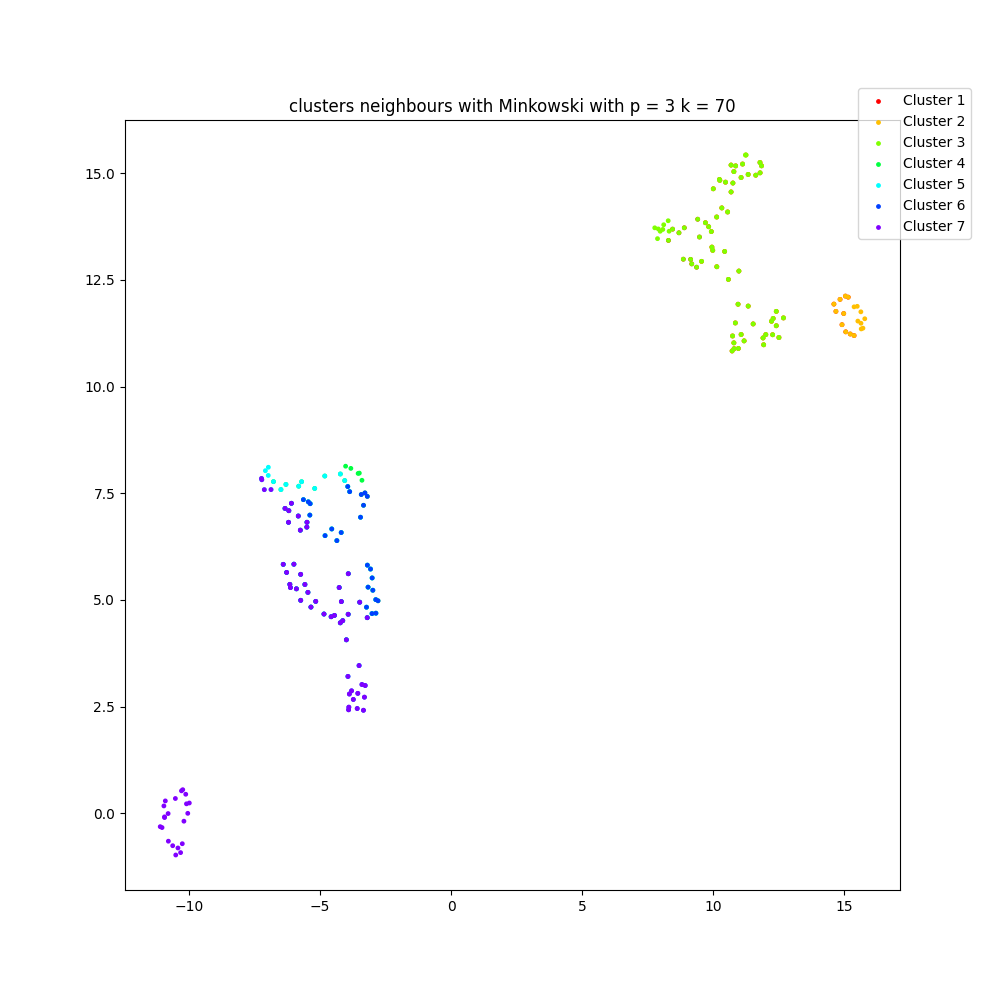 clusters neighbours with Minkowski with p = 3 k = 70
Cluster 1
Cluster 2
Cluster 3
Cluster 4
Cluster 5
Cluster 6
Cluster 7
15.0
12.5
10.0
7.5
5.0
2.5
0.0
−10
−5
0
5
10
15